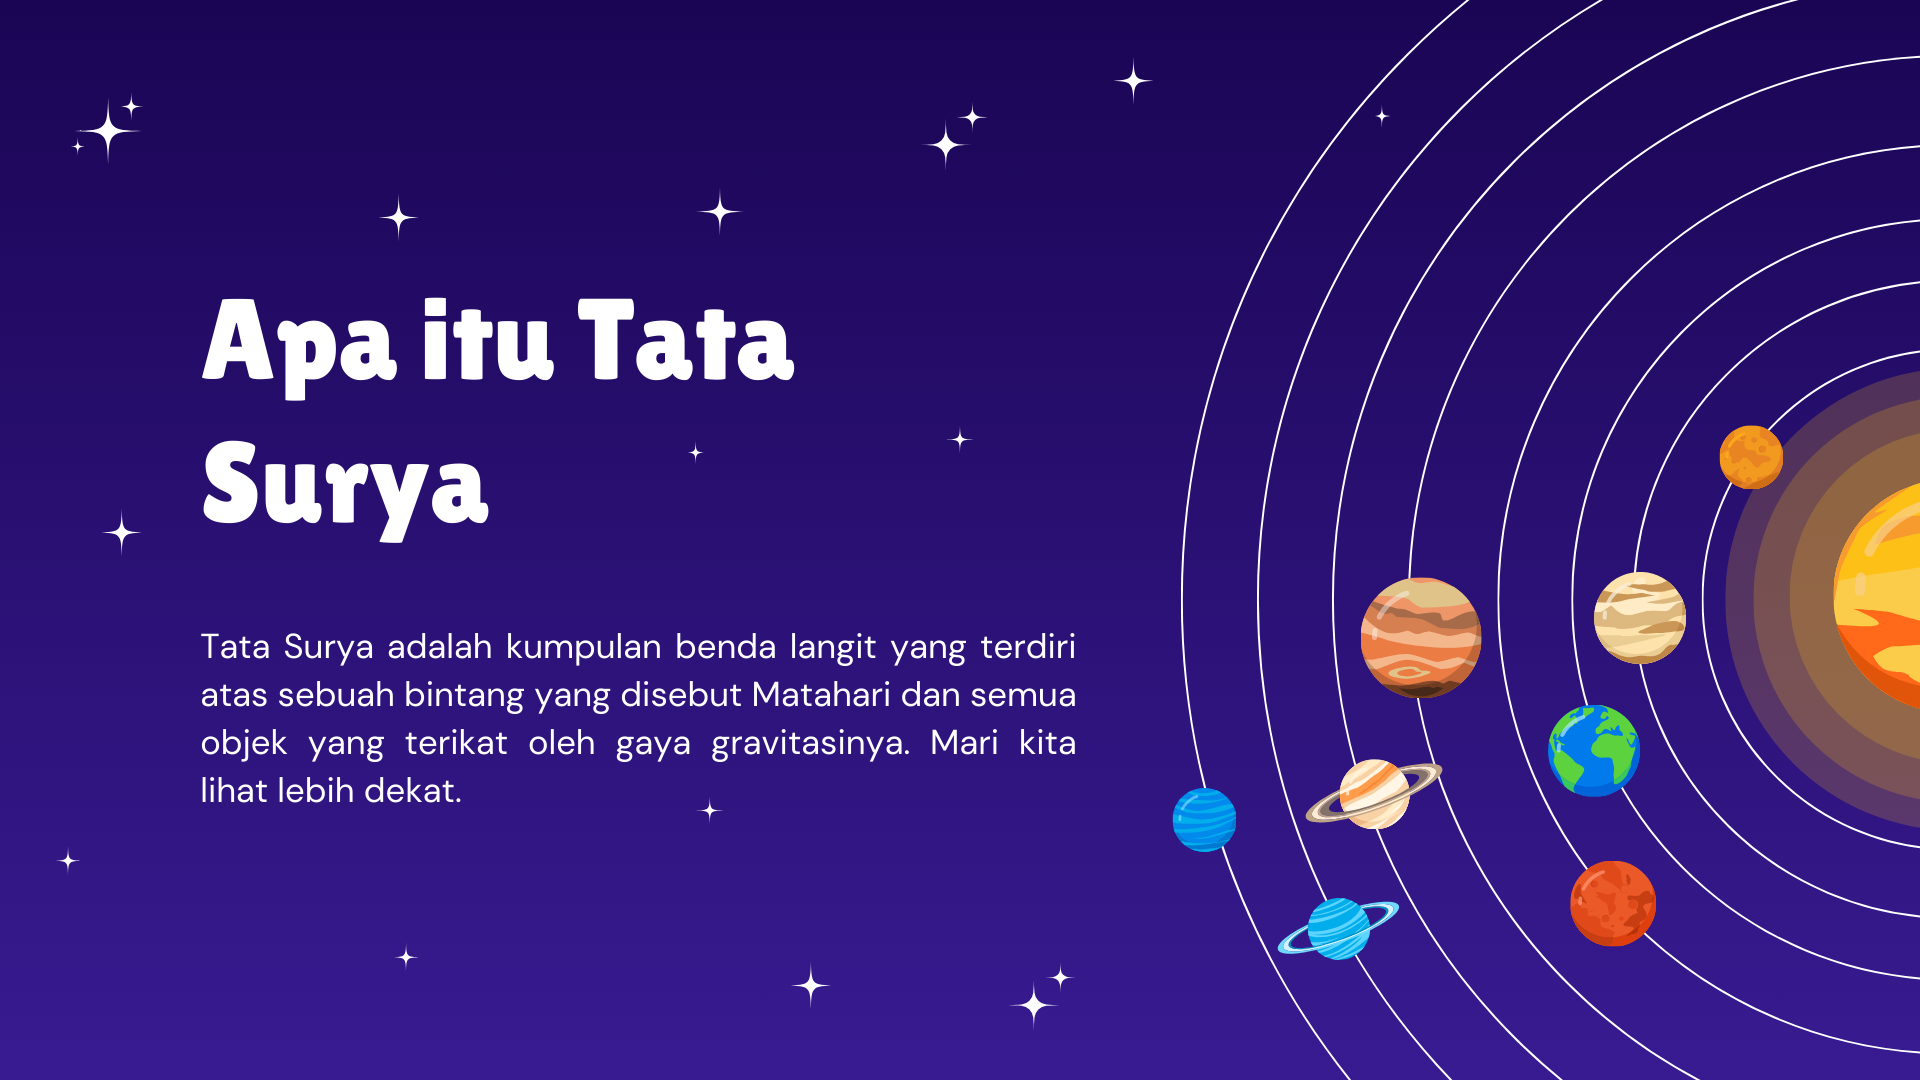 Apa itu Tata
Surya
Tata Surya adalah kumpulan benda langit yang terdiri
atas sebuah bintang yang disebut Matahari dan semua
objek yang terikat oleh gaya gravitasinya. Mari kita
lihat lebih dekat.